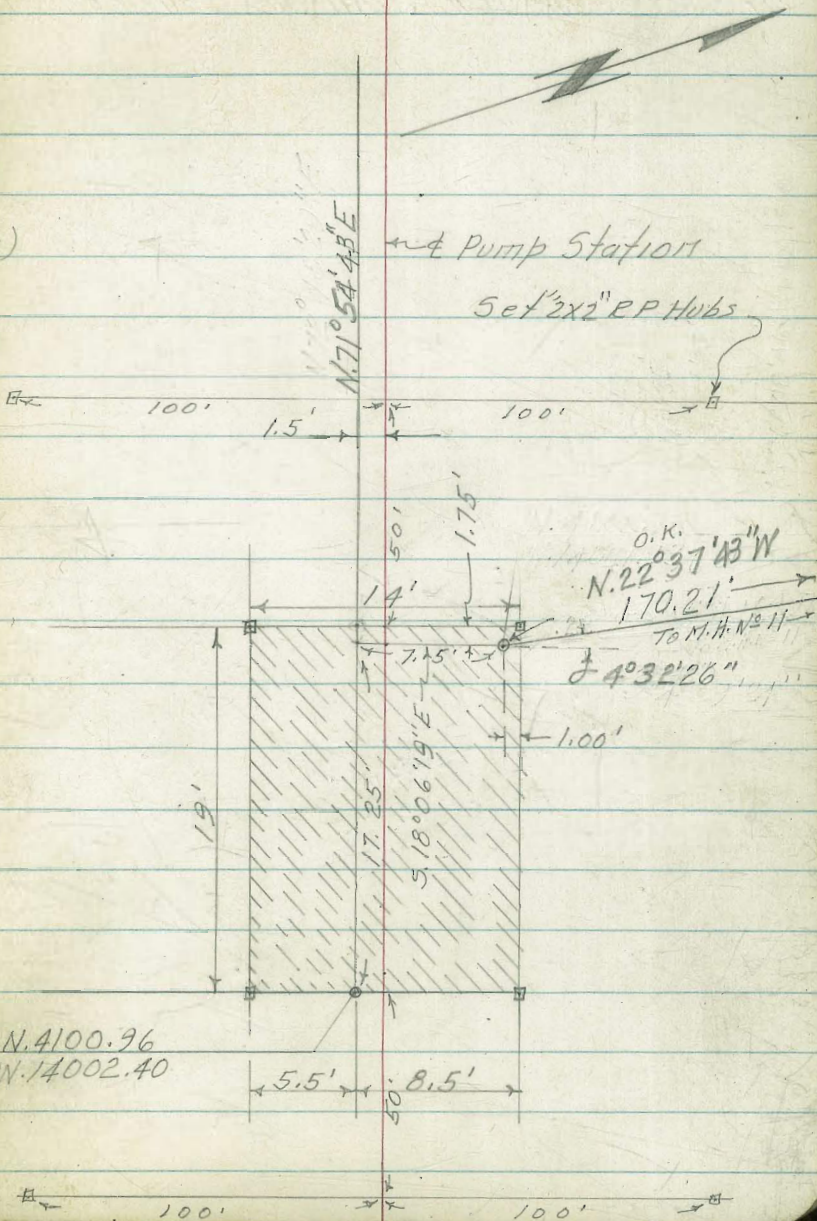 )
N.71°54'43"E
℄ Pump Station
Set 2"x2" R P Hubs
100'
100'
1.5'
50'
1.75'
O.K.
N.22°37'43"W
170.21'
To M.H. No 11
14'
7.5'
4°32'26"
1.00'
19'
17.25'
S.18°06'19"E
N.4100.96
W.14002.40
5.5'
8.5'
50'
100'
100'